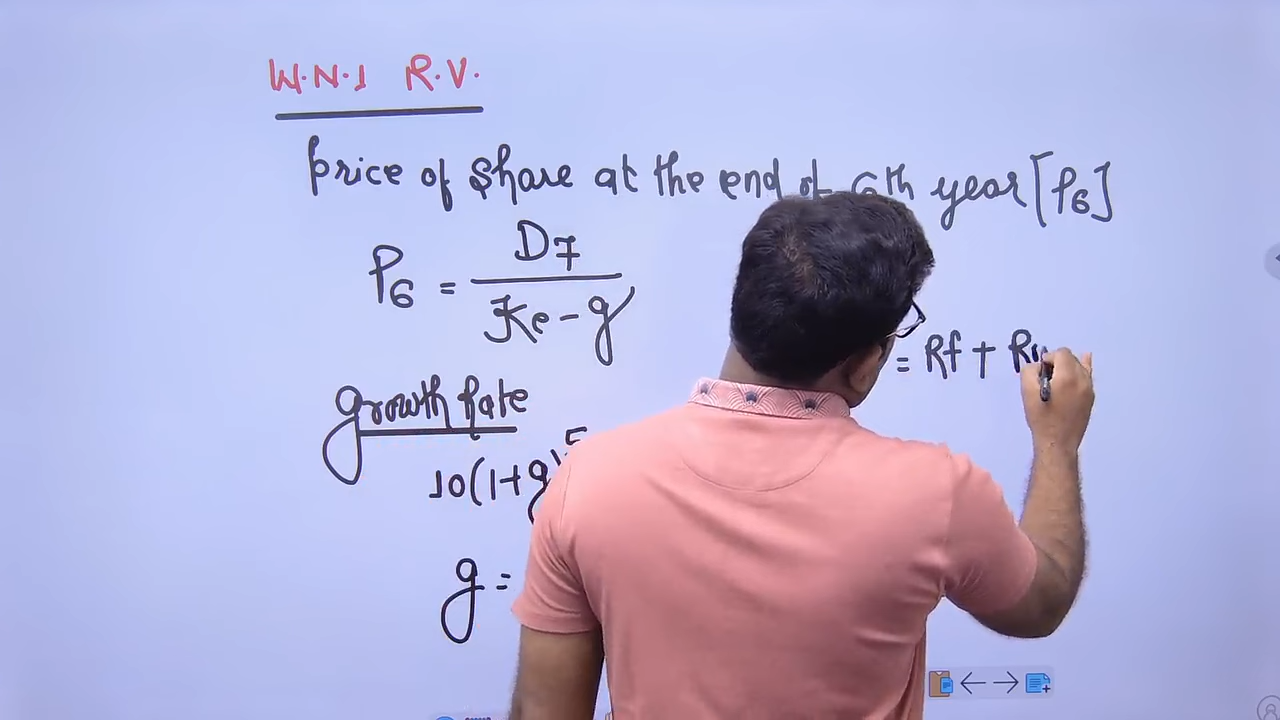 W.N.1 R.V.
Price of Share at the end of 6th year [P6]
P6 = D7
Ke - g
= Rf + R
growth Rate
10(1+g)5
g =